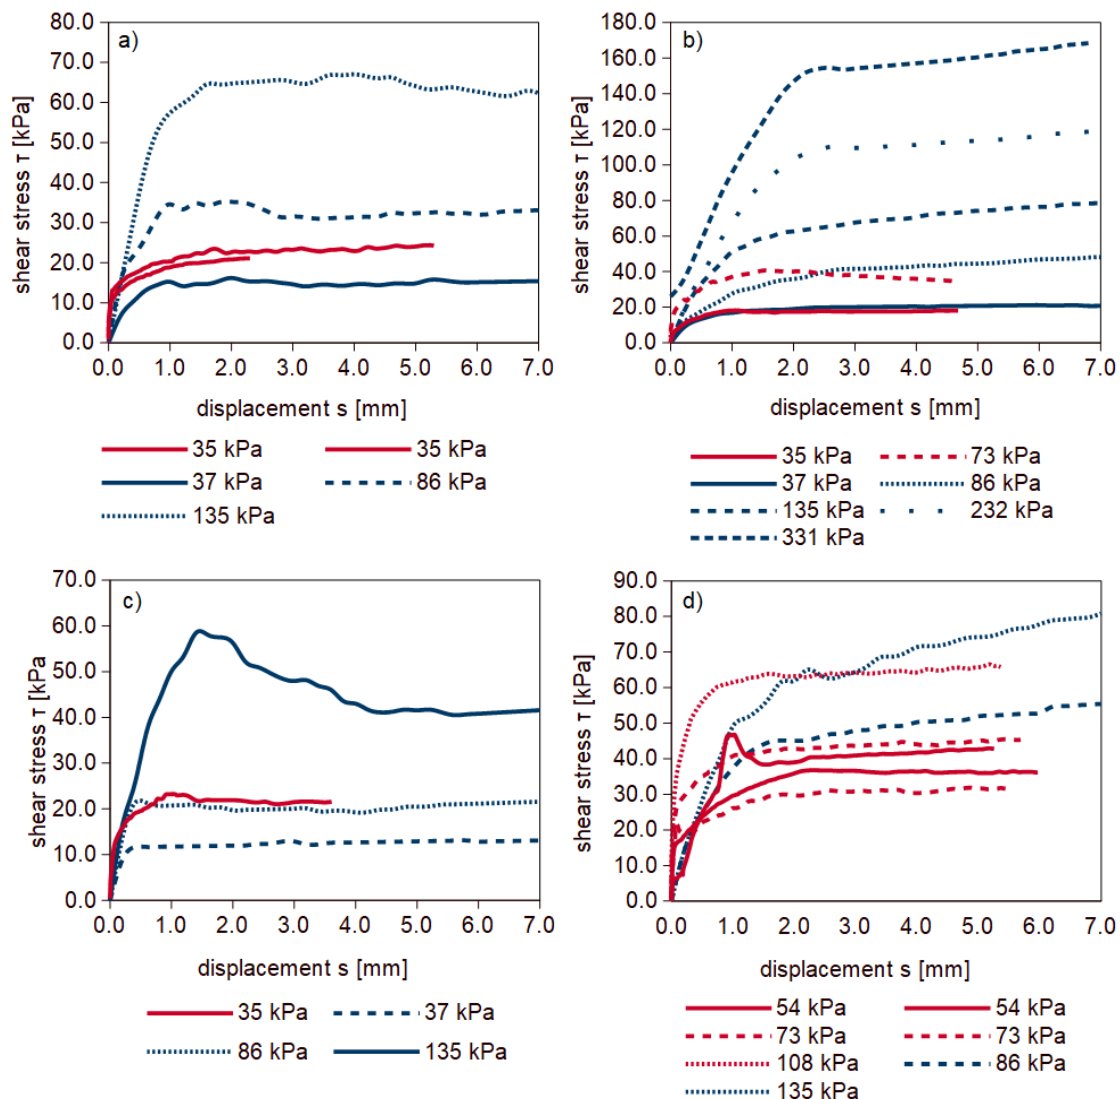 a)
80.0
70.0
60.0
50.0
40.0
30.0
20.0
10.0
0.0
shear stress τ [kPa]
0.0 1.0 2.0 3.0 4.0 5.0 6.0 7.0
displacement s [mm]
35 kPa 35 kPa
37 kPa 86 kPa
135 kPa
b)
180.0
160.0
140.0
120.0
100.0
80.0
60.0
40.0
20.0
0.0
shear stress τ [kPa]
0.0 1.0 2.0 3.0 4.0 5.0 6.0 7.0
displacement s [mm]
35 kPa 73 kPa
37 kPa 86 kPa
135 kPa 232 kPa
331 kPa
c)
70.0
60.0
50.0
40.0
30.0
20.0
10.0
0.0
shear stress τ [kPa
0.0 1.0 2.0 3.0 4.0 5.0 6.0 7.0
displacement s [mm]
35 kPa 37 kPa
86 kPa 135 kPa
d)
90.0
80.0
70.0
60.0
50.0
40.0
30.0
20.0
10.0
0.0
shear stress τ [kPa]
0.0 1.0 2.0 3.0 4.0 5.0 6.0 7.0
displacement s [mm]
54 kPa 54 kPa
73 kPa 73 kPa
108 kPa 86 kPa
135 kPa